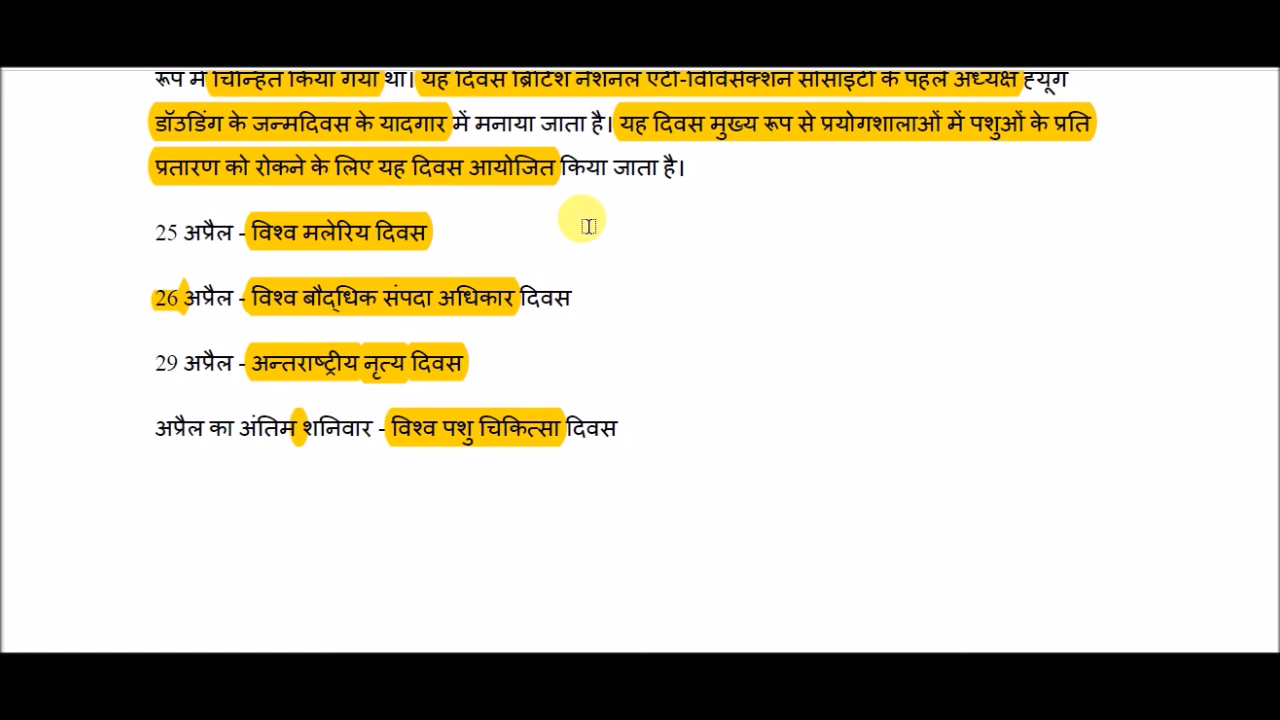 रूप में चिन्हित किया गया था। यह दिवस ब्रिटिश नेशनल एंटी-विविसेक्शन सोसाइटी के पहले अध्यक्ष ह्यूग
डॉउडिंग के जन्मदिवस के यादगार में मनाया जाता है। यह दिवस मुख्य रूप से प्रयोगशालाओं में पशुओं के प्रति
प्रतारण को रोकने के लिए यह दिवस आयोजित किया जाता है।
25 अप्रैल - विश्व मलेरिय दिवस
26 अप्रैल - विश्व बौद्धिक संपदा अधिकार दिवस
29 अप्रैल - अन्तराष्ट्रीय नृत्य दिवस
अप्रैल का अंतिम शनिवार - विश्व पशु चिकित्सा दिवस